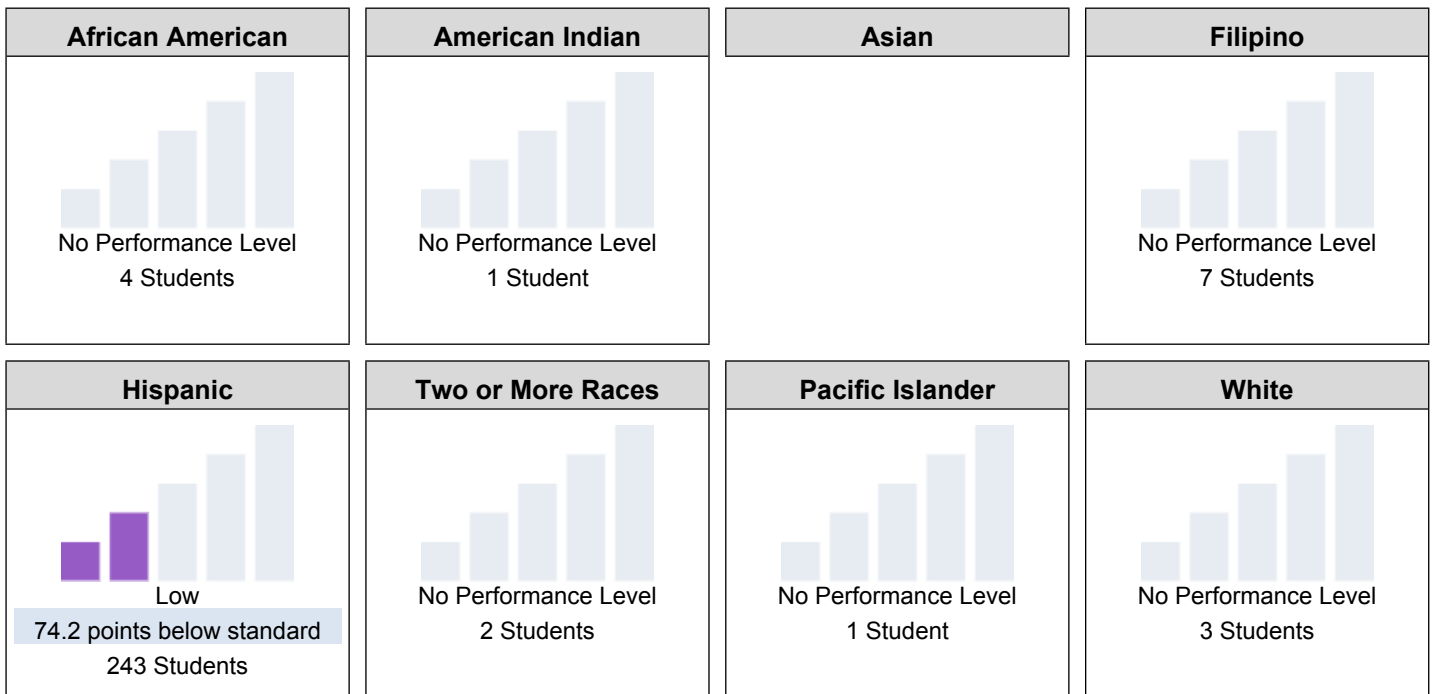 African American
No Performance Level
4 Students
American Indian
No Performance Level
1 Student
Asian
Filipino
No Performance Level
7 Students
Hispanic
Low
74.2 points below standard
243 Students
Two or More Races
No Performance Level
2 Students
Pacific Islander
No Performance Level
1 Student
White
No Performance Level
3 Students